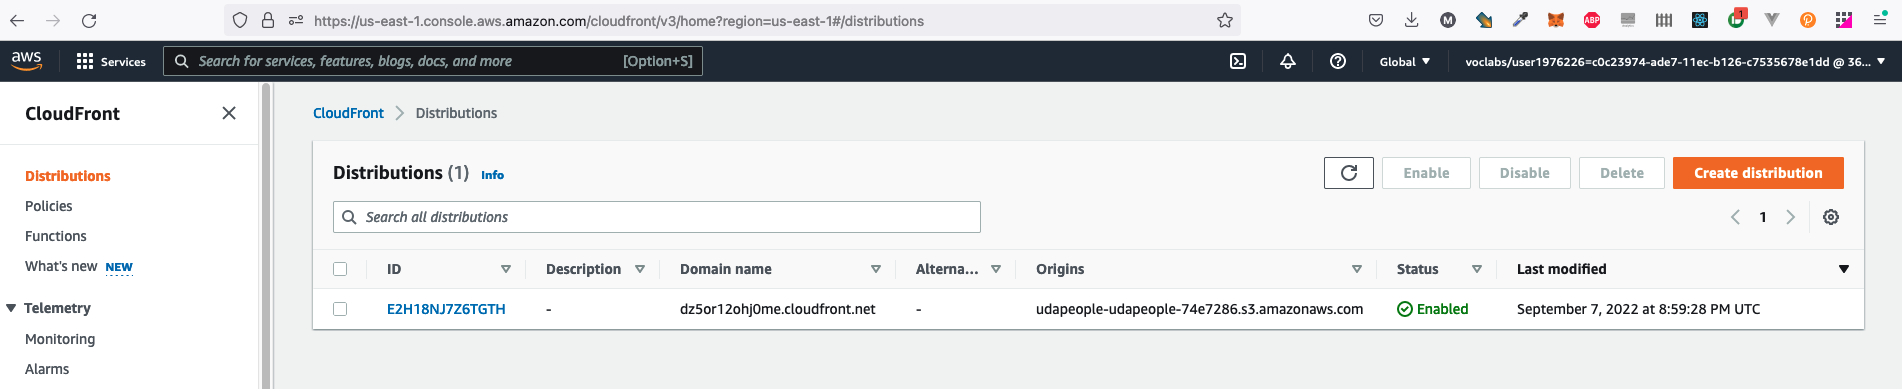 https://us-east-1.console.aws.amazon.com/cloudfront/v3/home?region=us-east-1#/distributions
M ABP 1 P
aws Services Search for services, features, blogs, docs, and more [Option+S] Global voclabs/user1976226=c0c23974-ade7-11ec-b126-c7535678e1dd @ 36...
CloudFront
Distributions
Policies
Functions
What's new NEW
Telemetry
Monitoring
Alarms
CloudFront Distributions
Distributions (1) Info Enable Disable Delete Create distribution
Search all distributions 1
ID Description Domain name Alterna... Origins Status Last modified
E2H18NJ7Z6TGTH - dz5or12ohj0me.cloudfront.net - udapeople-udapeople-74e7286.s3.amazonaws.com Enabled September 7, 2022 at 8:59:28 PM UTC